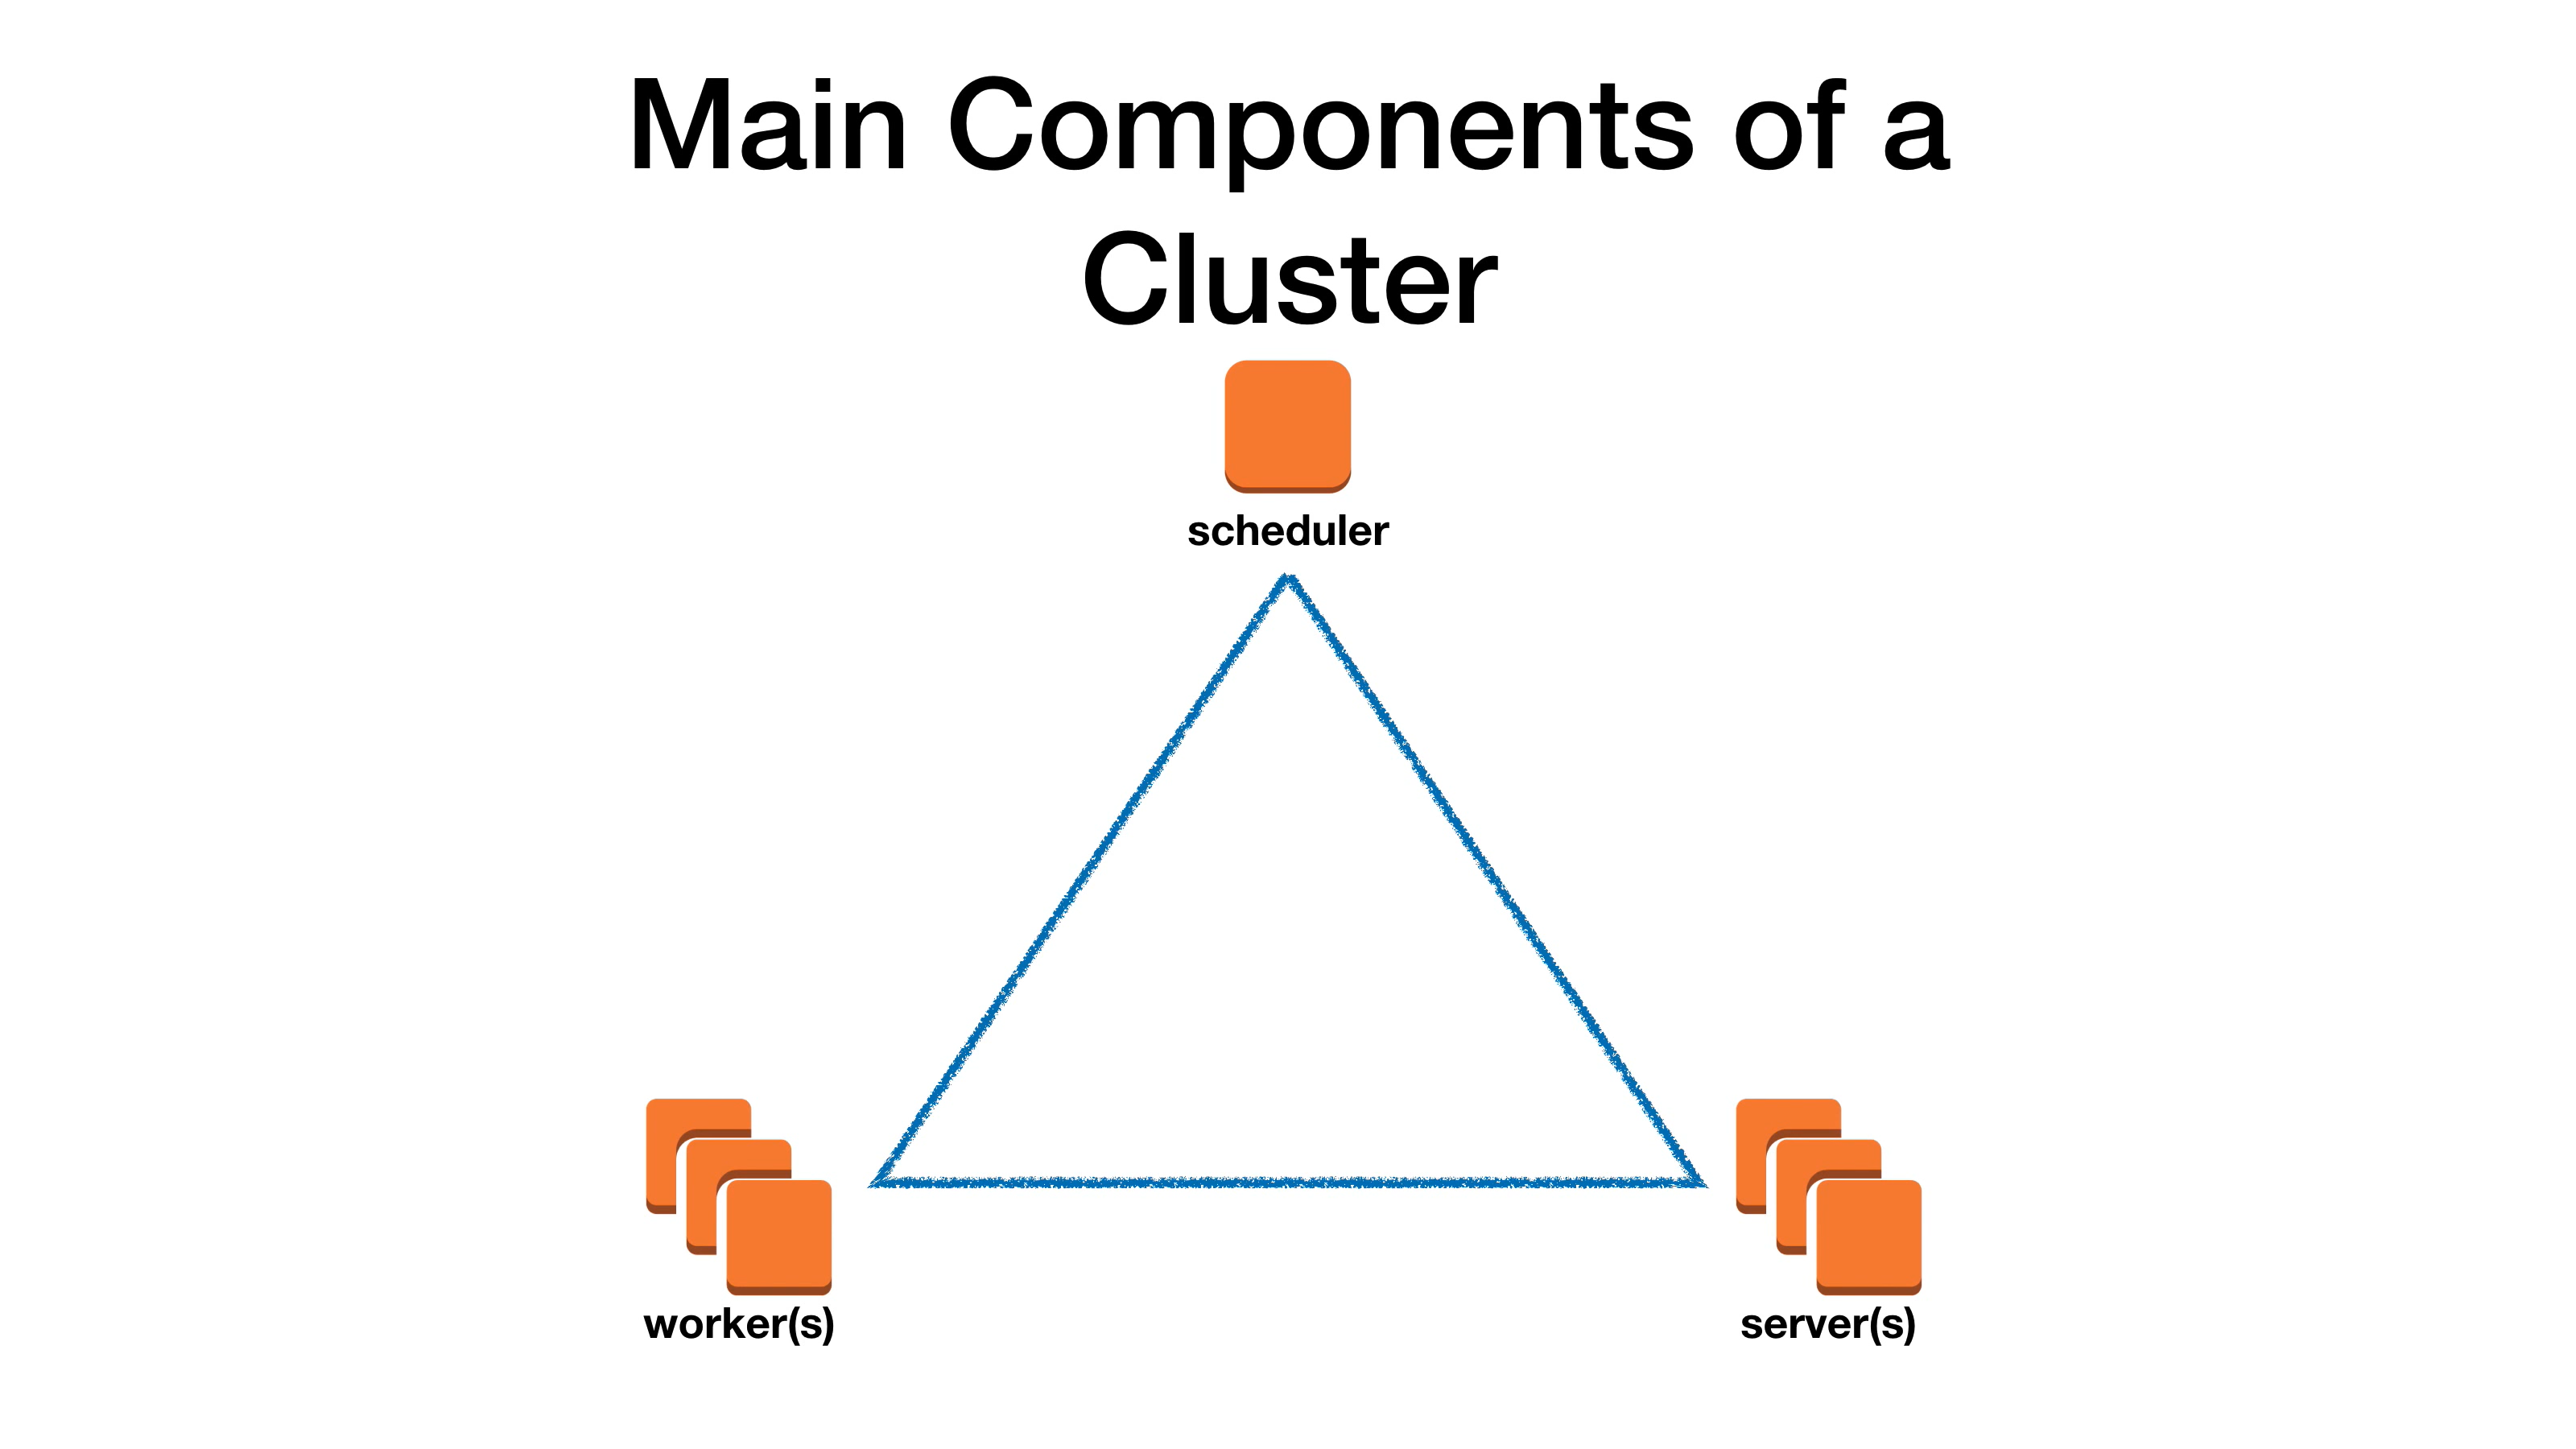 Main Components of a
Cluster
scheduler
worker(s)
server(s)